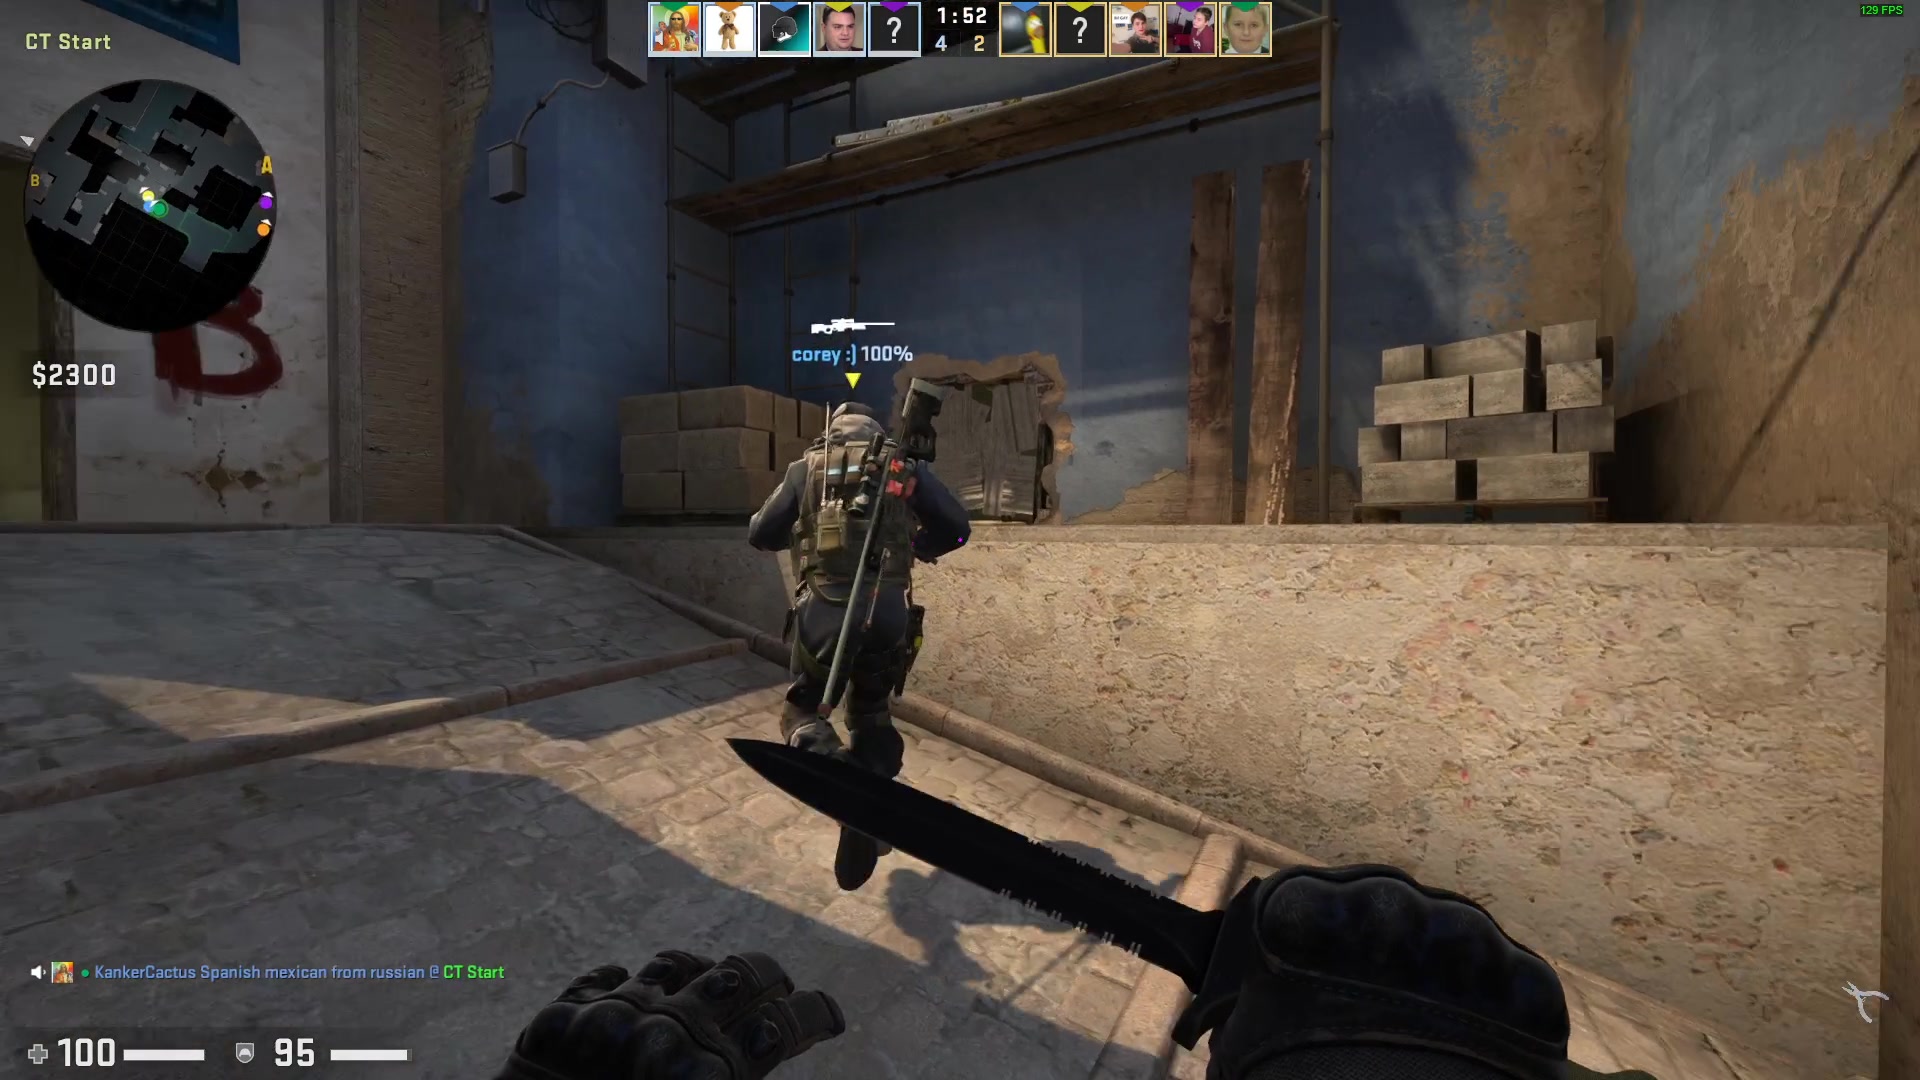 CT Start
1:52
4 2
? ?
129 FPS
A
B
$2300
B
corey :) 100%
KankerCactus Spanish mexican from russian @ CT Start
100 95